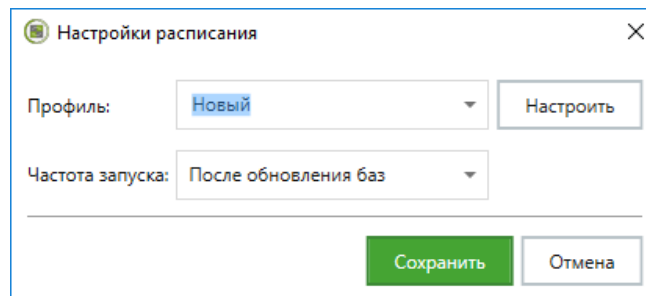 Настройки расписания
Профиль: Новый Настроить
Частота запуска: После обновления баз
Сохранить Отмена